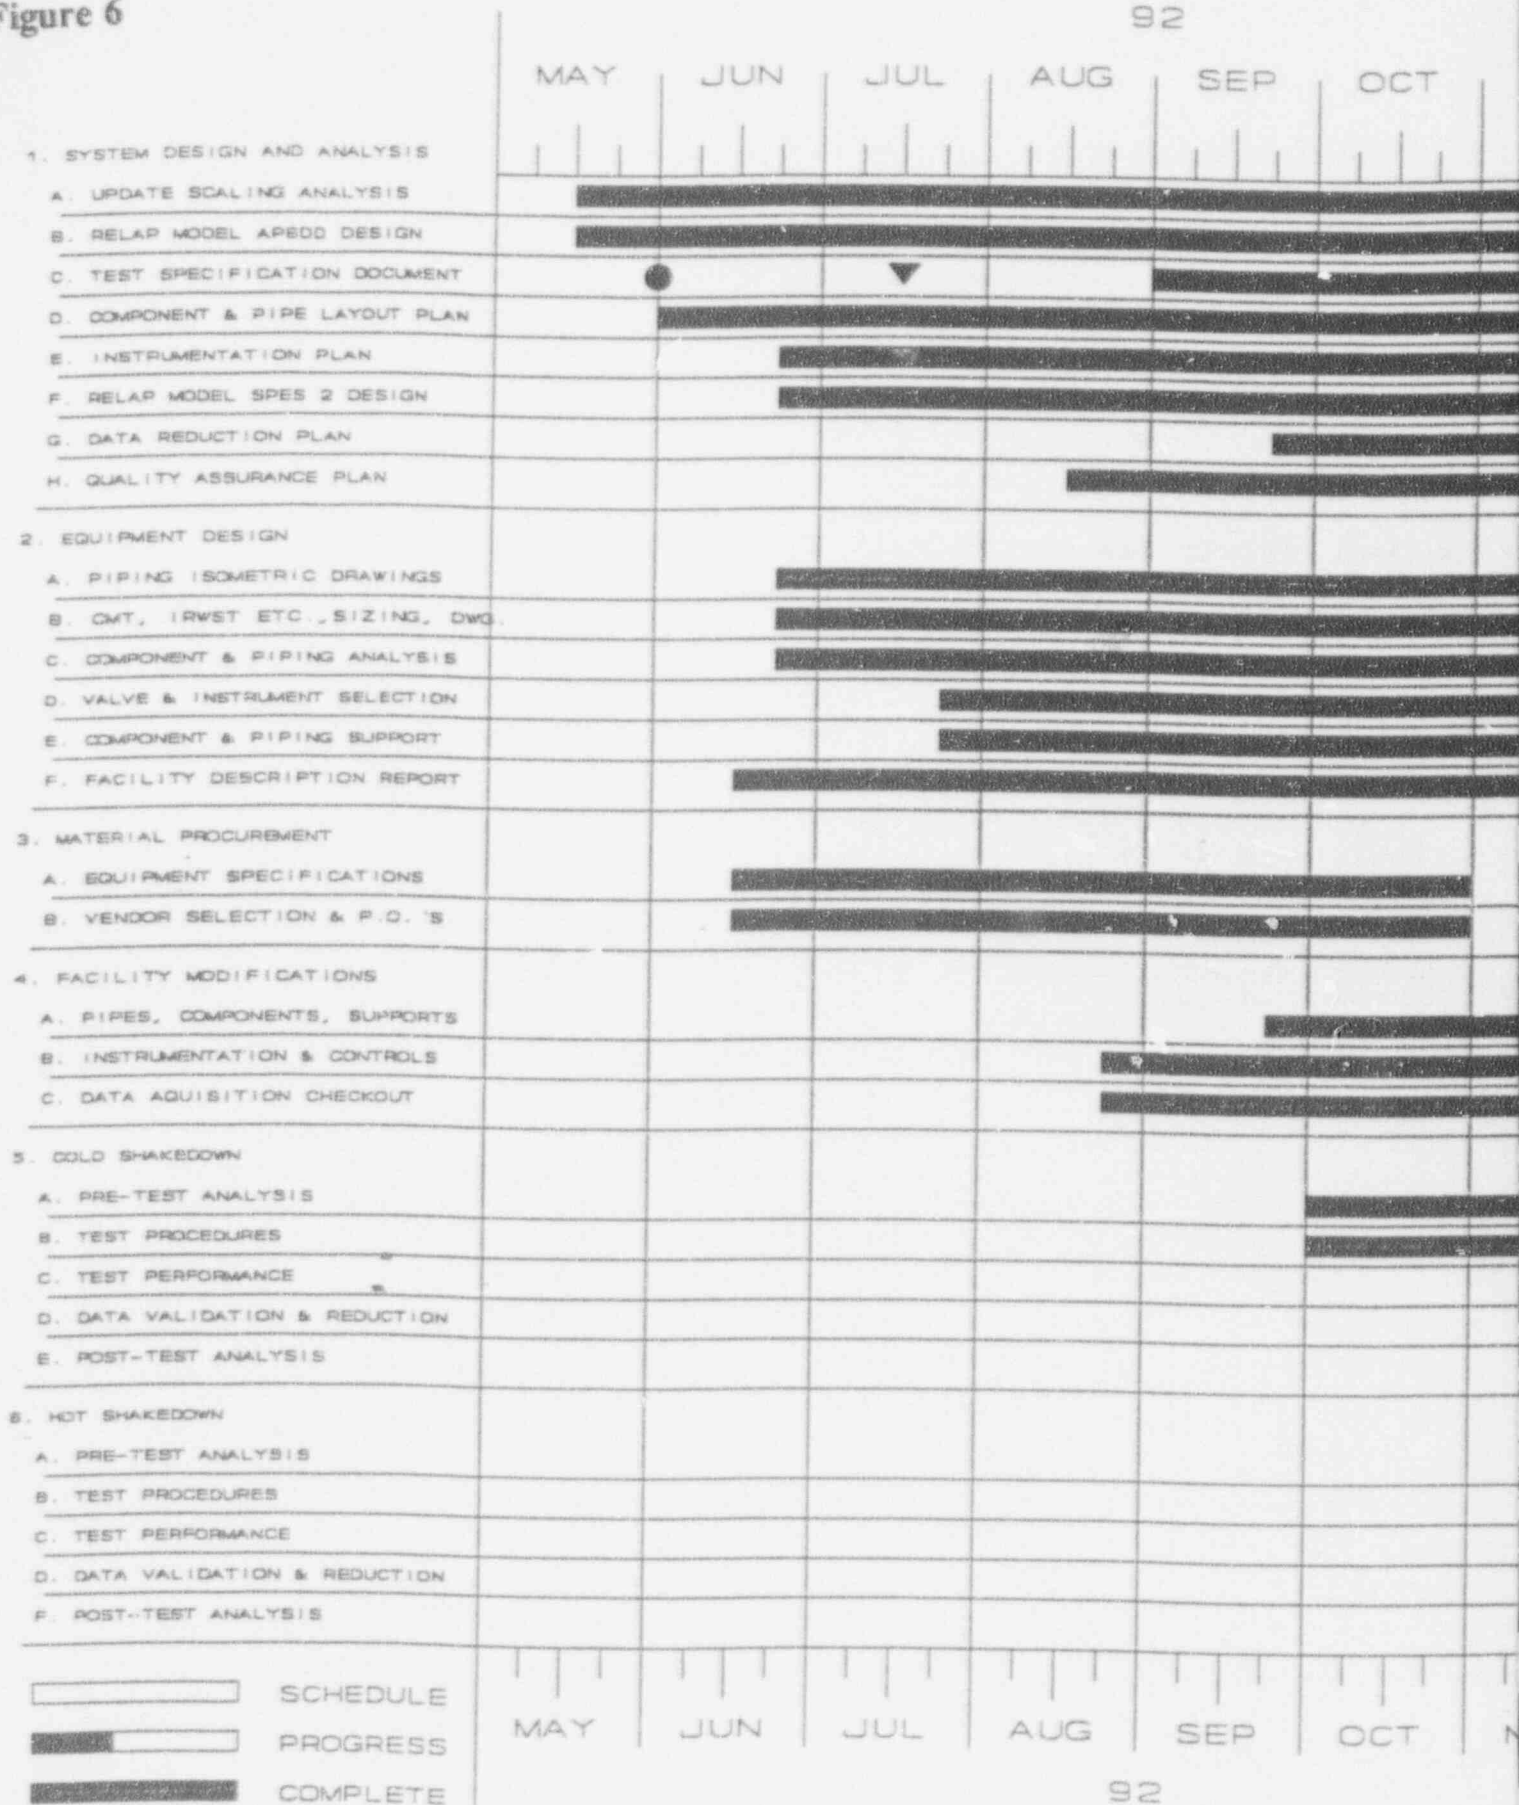 Figure 6
92
MAY JUN JUL AUG SEP OCT
1. SYSTEM DESIGN AND ANALYSIS
A. UPDATE SCALING ANALYSIS
B. RELAP MODEL AP600 DESIGN
C. TEST SPECIFICATION DOCUMENT
D. COMPONENT & PIPE LAYOUT PLAN
E. INSTRUMENTATION PLAN
F. RELAP MODEL SPES 2 DESIGN
G. DATA REDUCTION PLAN
H. QUALITY ASSURANCE PLAN
2. EQUIPMENT DESIGN
A. PIPING ISOMETRIC DRAWINGS
B. CMT, IRWST ETC., SIZING, DWG.
C. COMPONENT & PIPING ANALYSIS
D. VALVE & INSTRUMENT SELECTION
E. COMPONENT & PIPING SUPPORT
F. FACILITY DESCRIPTION REPORT
3. MATERIAL PROCUREMENT
A. EQUIPMENT SPECIFICATIONS
B. VENDOR SELECTION & P.O.'S
4. FACILITY MODIFICATIONS
A. PIPES, COMPONENTS, SUPPORTS
B. INSTRUMENTATION & CONTROLS
C. DATA AQUISITION CHECKOUT
5. COLD SHAKEDOWN
A. PRE-TEST ANALYSIS
B. TEST PROCEDURES
C. TEST PERFORMANCE
D. DATA VALIDATION & REDUCTION
E. POST-TEST ANALYSIS
6. HOT SHAKEDOWN
A. PRE-TEST ANALYSIS
B. TEST PROCEDURES
C. TEST PERFORMANCE
D. DATA VALIDATION & REDUCTION
F. POST-TEST ANALYSIS
SCHEDULE
MAY JUN JUL AUG SEP OCT N
PROGRESS
COMPLETE
92